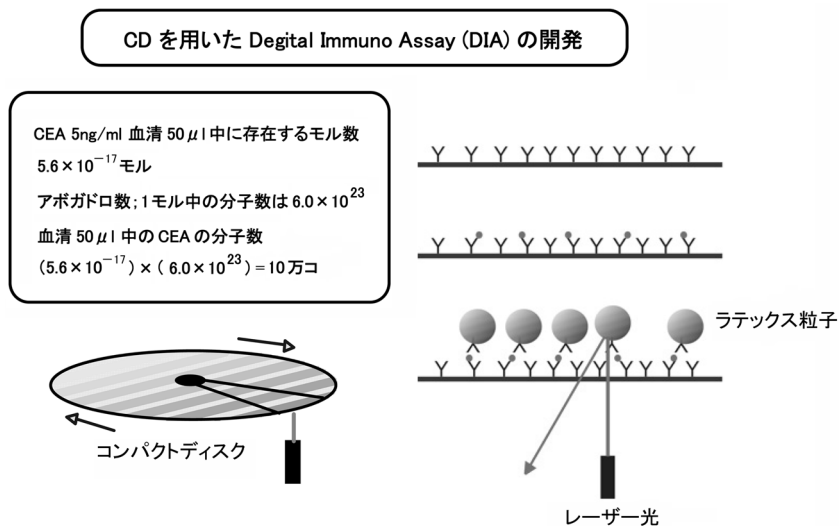 CD を用いた Degital Immuno Assay (DIA) の開発
CEA 5ng/ml 血清 50μl 中に存在するモル数
5.6×10⁻¹⁷モル
アボガドロ数；1モル中の分子数は 6.0×10²³
血清 50μl 中の CEA の分子数
(5.6×10⁻¹⁷)×( 6.0×10²³)=10万コ
ラテックス粒子
コンパクトディスク
レーザー光